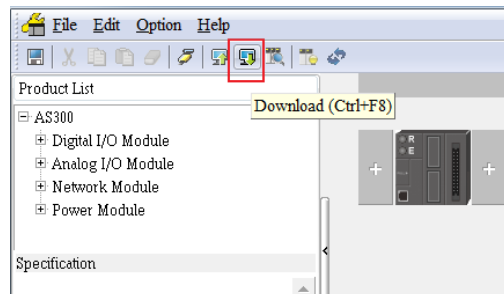 File Edit Option Help
Product List
Download (Ctrl+F8)
AS300
Digital I/O Module
Analog I/O Module
Network Module
Power Module
R
E
Specification